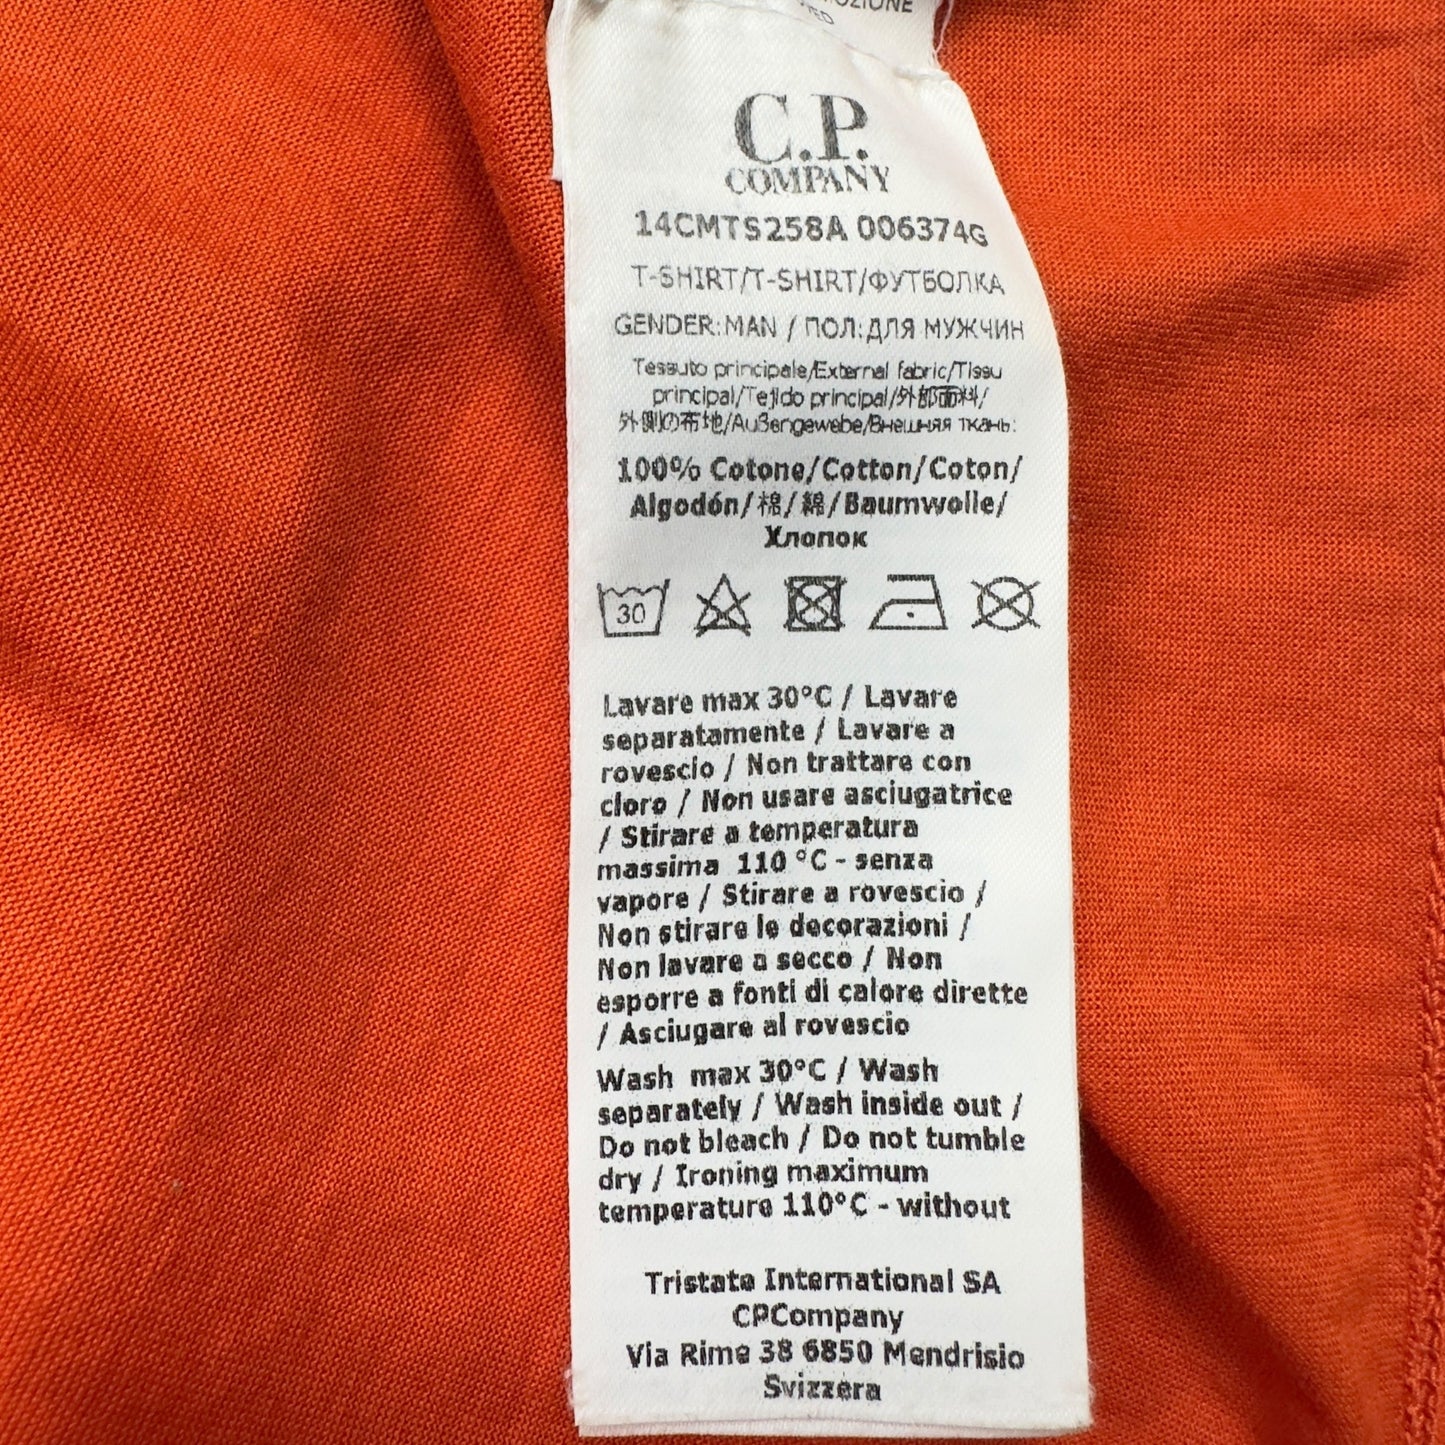 C.P.
COMPANY
14CMTS258A 006374G
T-SHIRT/T-SHIRT/ФУТБОЛКА
GENDER:MAN / ПОЛ:ДЛЯ МУЖЧИН
Tessuto principale/External fabric/Tissu
principal/Tejido principal/外部面料/
外側の布地/Außengewebe/Внешняя ткань:
100% Cotone/Cotton/Coton/
Algodón/棉/綿/Baumwolle/
Хлопок
30
Lavare max 30°C / Lavare
separatamente / Lavare a
rovescio / Non trattare con
cloro / Non usare asciugatrice
/ Stirare a temperatura
massima 110 °C - senza
vapore / Stirare a rovescio /
Non stirare le decorazioni /
Non lavare a secco / Non
esporre a fonti di calore dirette
/ Asciugare al rovescio
Wash max 30°C / Wash
separately / Wash inside out /
Do not bleach / Do not tumble
dry / Ironing maximum
temperature 110°C - without
Tristate International SA
CPCompany
Via Rime 38 6850 Mendrisio
Svizzera